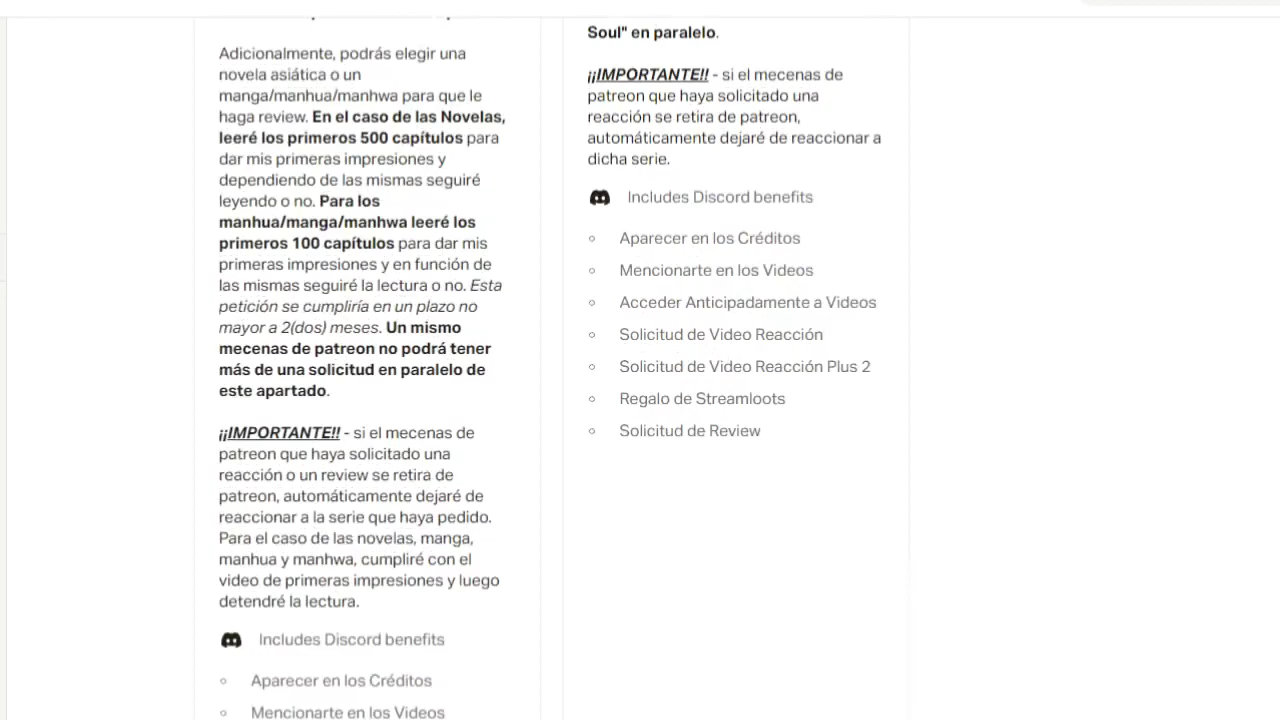 Adicionalmente, podrás elegir una
novela asiática o un
manga/manhua/manhwa para que le
haga review. En el caso de las Novelas,
leeré los primeros 500 capítulos para
dar mis primeras impresiones y
dependiendo de las mismas seguiré
leyendo o no. Para los
manhua/manga/manhwa leeré los
primeros 100 capítulos para dar mis
primeras impresiones y en función de
las mismas seguiré la lectura o no. Esta
petición se cumpliría en un plazo no
mayor a 2(dos) meses. Un mismo
mecenas de patreon no podrá tener
más de una solicitud en paralelo de
este apartado.
¡¡IMPORTANTE!! - si el mecenas de
patreon que haya solicitado una
reacción o un review se retira de
patreon, automáticamente dejaré de
reaccionar a la serie que haya pedido.
Para el caso de las novelas, manga,
manhua y manhwa, cumpliré con el
video de primeras impresiones y luego
detendré la lectura.
Includes Discord benefits
Aparecer en los Créditos
Mencionarte en los Videos
Soul" en paralelo.
¡¡IMPORTANTE!! - si el mecenas de
patreon que haya solicitado una
reacción se retira de patreon,
automáticamente dejaré de reaccionar a
dicha serie.
Includes Discord benefits
Aparecer en los Créditos
Mencionarte en los Videos
Acceder Anticipadamente a Videos
Solicitud de Video Reacción
Solicitud de Video Reacción Plus 2
Regalo de Streamloots
Solicitud de Review